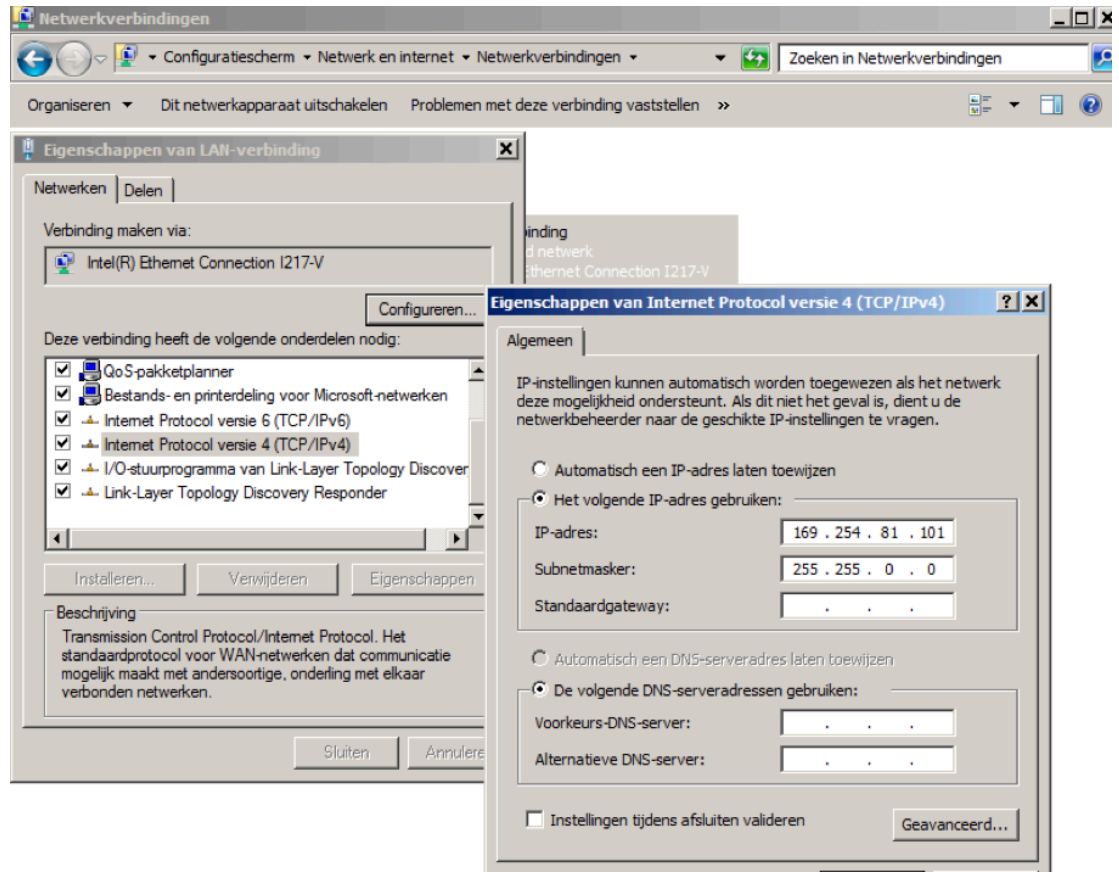 Netwerkverbindingen
Configuratiescherm Netwerk en internet Netwerkverbindingen
Zoeken in Netwerkverbindingen
Organiseren Dit netwerkapparaat uitschakelen Problemen met deze verbinding vaststellen »
Eigenschappen van LAN-verbinding
Netwerken Delen
Verbinding maken via:
Intel(R) Ethernet Connection I217-V
Configureren...
Deze verbinding heeft de volgende onderdelen nodig:
QoS-pakketplanner
Bestands- en printerdeling voor Microsoft-netwerken
Internet Protocol versie 6 (TCP/IPv6)
Internet Protocol versie 4 (TCP/IPv4)
I/O-stuurprogramma van Link-Layer Topology Discover
Link-Layer Topology Discovery Responder
Installeren... Verwijderen Eigenschappen
Beschrijving
Transmission Control Protocol/Internet Protocol. Het
standaardprotocol voor WAN-netwerken dat communicatie
mogelijk maakt met andersoortige, onderling met elkaar
verbonden netwerken.
Sluiten Annulere
inding
d netwerk
Ethernet Connection I217-V
Eigenschappen van Internet Protocol versie 4 (TCP/IPv4)
Algemeen
IP-instellingen kunnen automatisch worden toegewezen als het netwerk
deze mogelijkheid ondersteunt. Als dit niet het geval is, dient u de
netwerkbeheerder naar de geschikte IP-instellingen te vragen.
Automatisch een IP-adres laten toewijzen
Het volgende IP-adres gebruiken:
IP-adres: 169 . 254 . 81 . 101
Subnetmasker: 255 . 255 . 0 . 0
Standaardgateway: . . .
Automatisch een DNS-serveradres laten toewijzen
De volgende DNS-serveradressen gebruiken:
Voorkeurs-DNS-server: . . .
Alternatieve DNS-server: . . .
Instellingen tijdens afsluiten valideren
Geavanceerd...